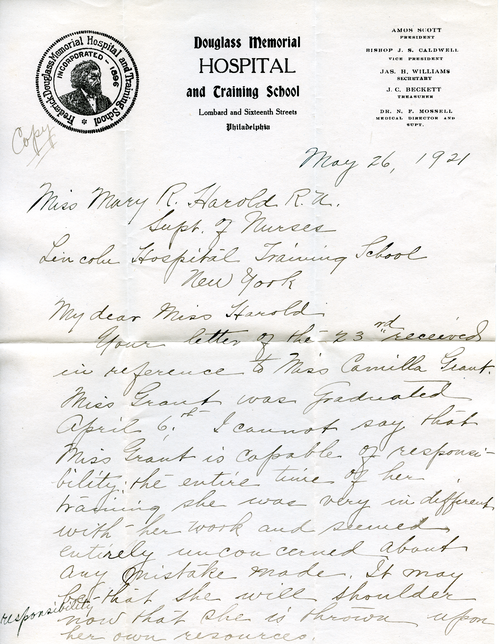 Frederick Douglass Memorial Hospital and Training School
INCORPORATED - 1895
Douglass Memorial
HOSPITAL
and Training School
Lombard and Sixteenth Streets
Philadelphia
AMOS SCOTT
PRESIDENT
BISHOP J. S. CALDWELL
VICE PRESIDENT
JAS. H. WILLIAMS
SECRETARY
J. C. BECKETT
TREASURER
DR. N. F. MOSSELL
MEDICAL DIRECTOR AND
SUPT.
Copy
May 26, 1921
Miss Mary R. Harold R.N.
Supt. of Nurses
Lincoln Hospital Training School
New York
My dear Miss Harold
Your letter of the 23rd received
in reference to Miss Camilla Grant.
Miss Grant was graduated
April 6th. I cannot say that
Miss Grant is capable of responsi-
bility, the entire time of her
training she was very indifferent
with her work and seemed
entirely unconcerned about
any mistake made. It may
be that she will shoulder
responsibility
now that she is thrown upon
her own resources.